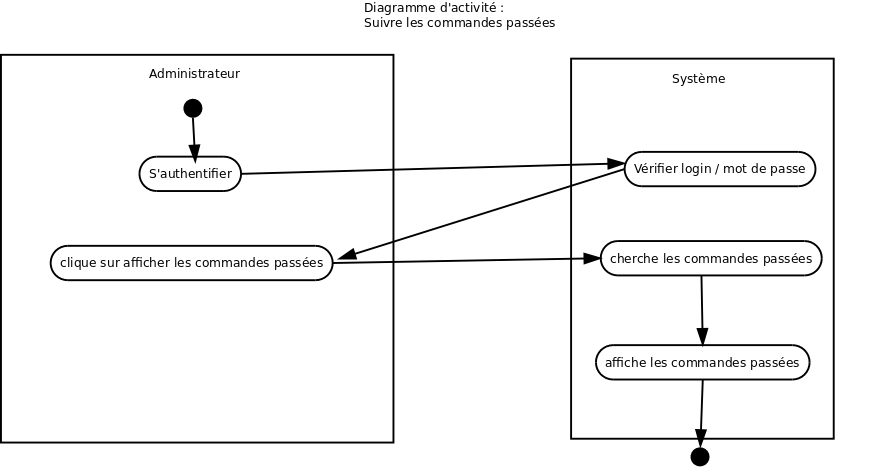 Diagramme d'activité :
Suivre les commandes passées
Administrateur
Système
S'authentifier
Vérifier login / mot de passe
clique sur afficher les commandes passées
cherche les commandes passées
affiche les commandes passées